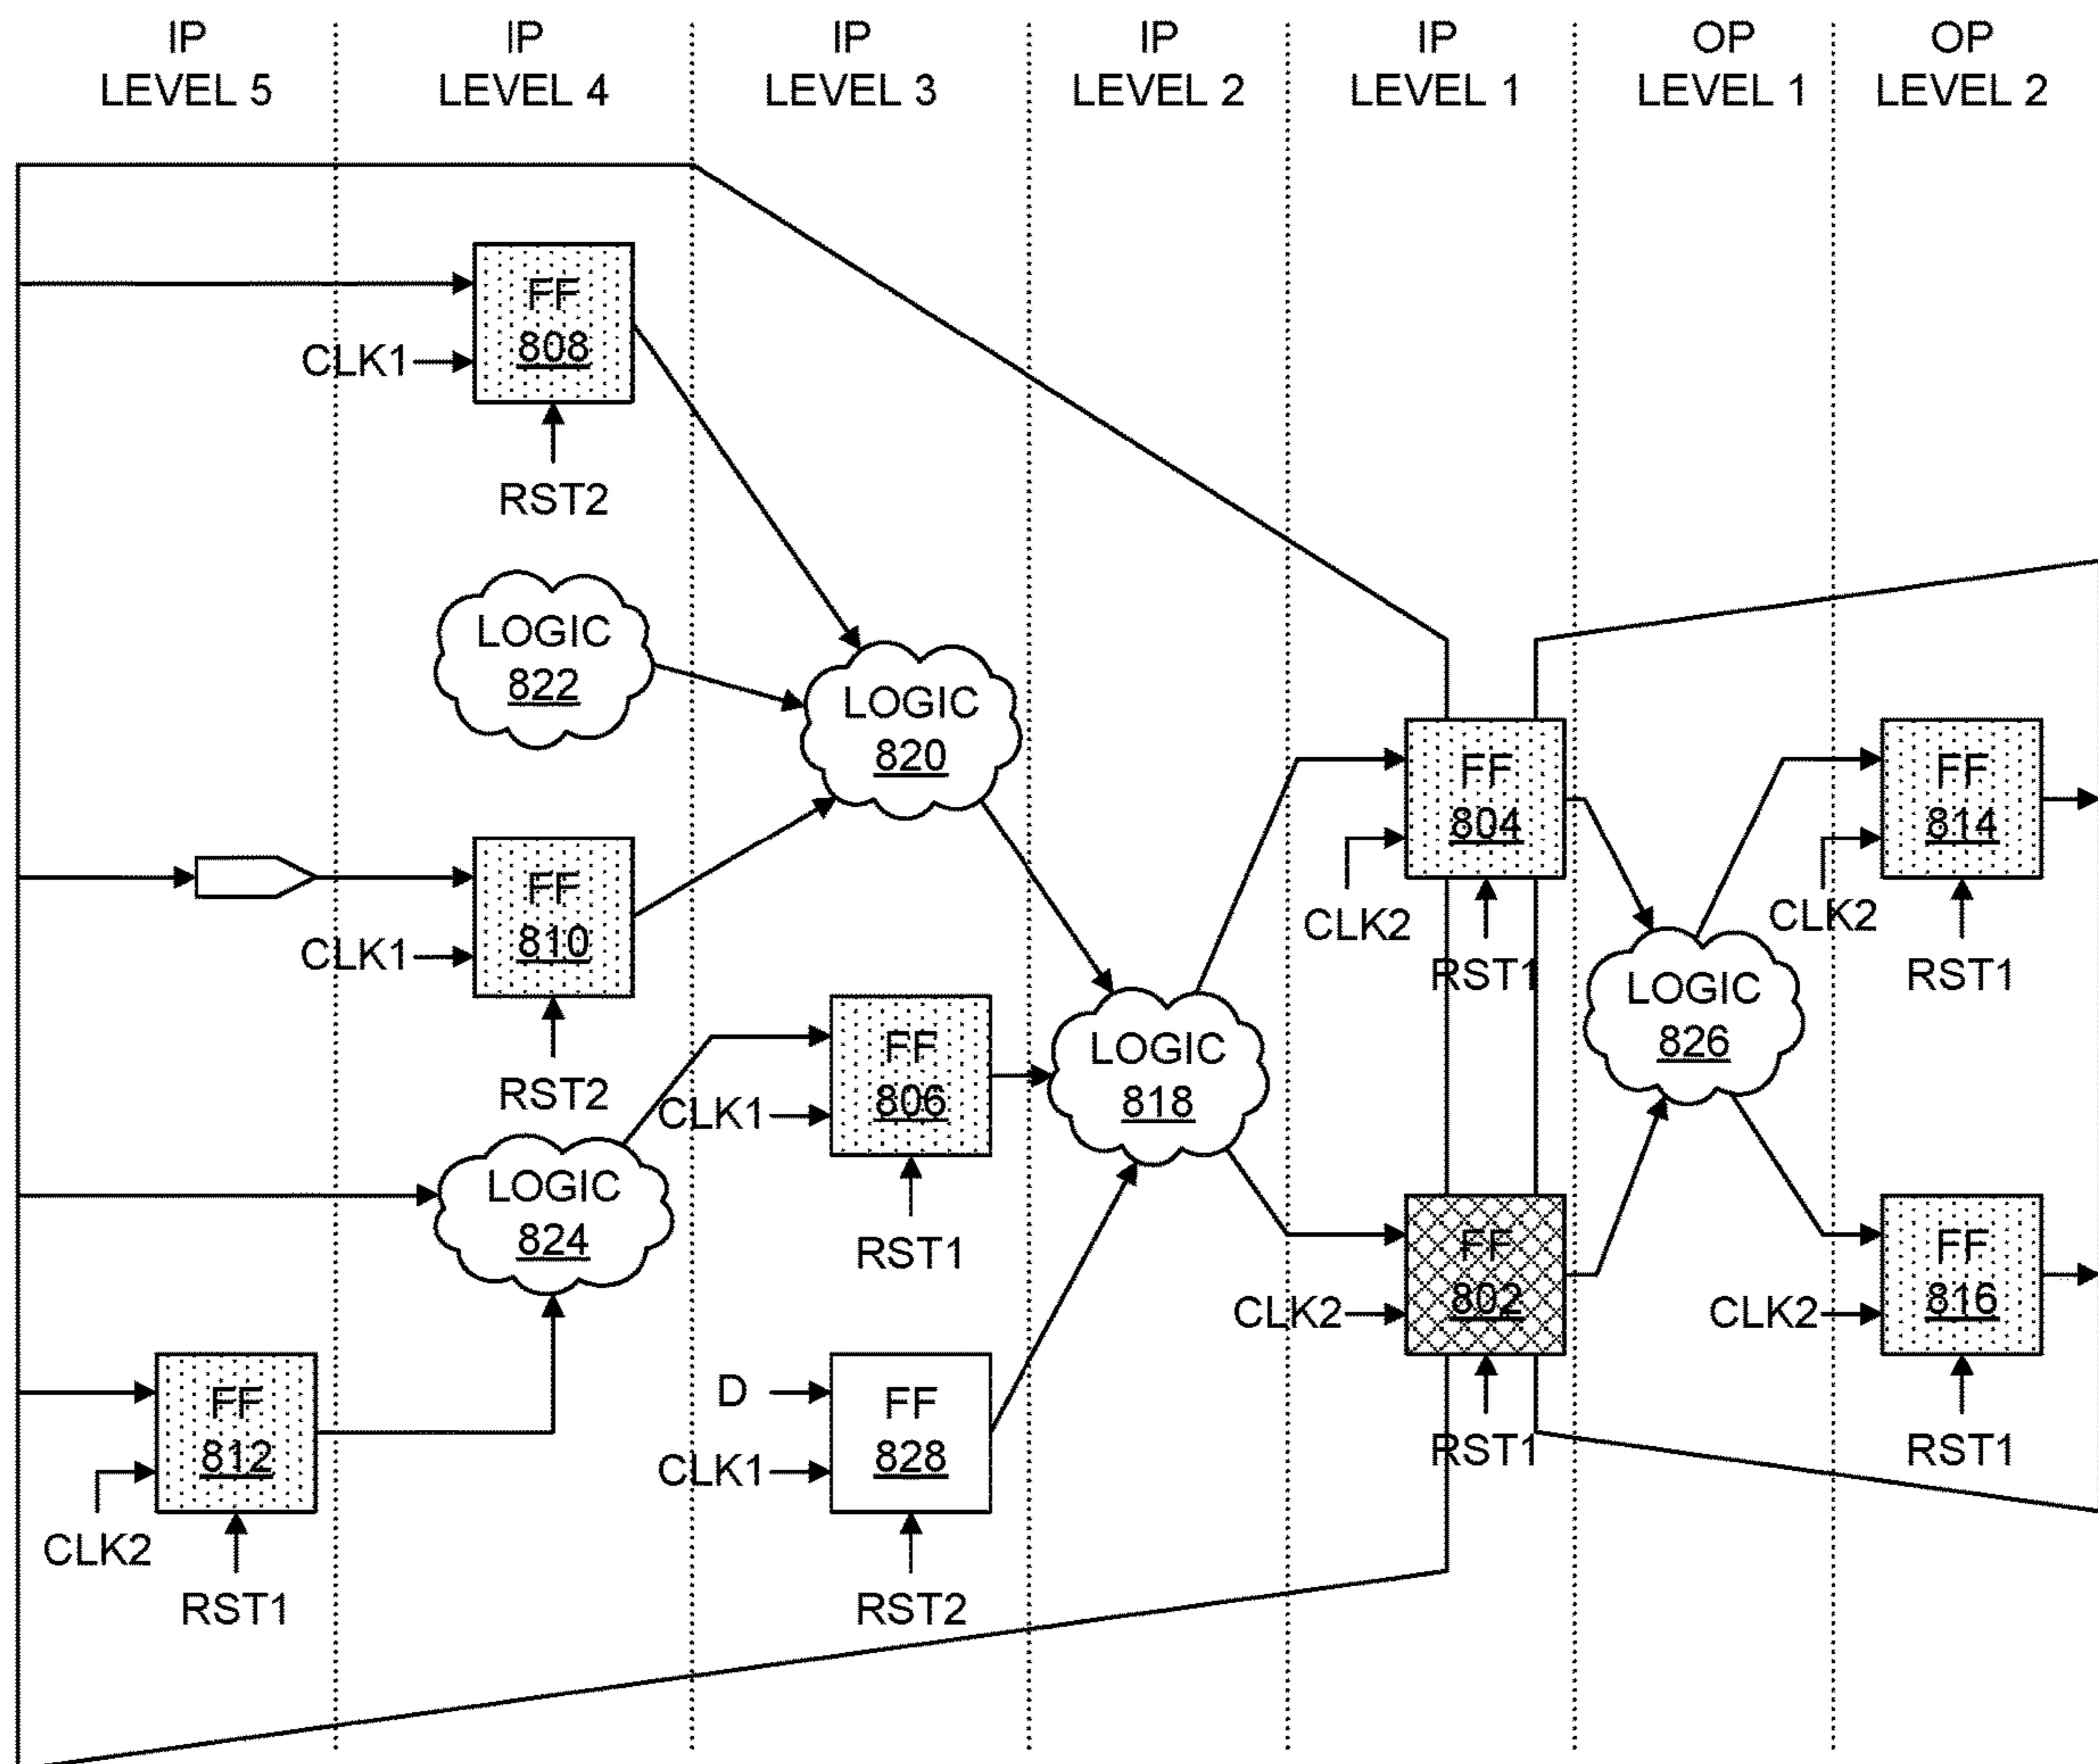 IP
LEVEL 5
IP
LEVEL 4
IP
LEVEL 3
IP
LEVEL 2
IP
LEVEL 1
OP
LEVEL 1
OP
LEVEL 2
FF
808
CLK1
RST2
LOGIC
822
LOGIC
820
FF
810
CLK1
RST2
FF
804
CLK2
RST1
FF
814
CLK2
RST1
LOGIC
826
FF
806
CLK1
RST1
LOGIC
818
LOGIC
824
FF
802
CLK2
RST1
FF
816
CLK2
RST1
FF
812
CLK2
RST1
D
FF
828
CLK1
RST2